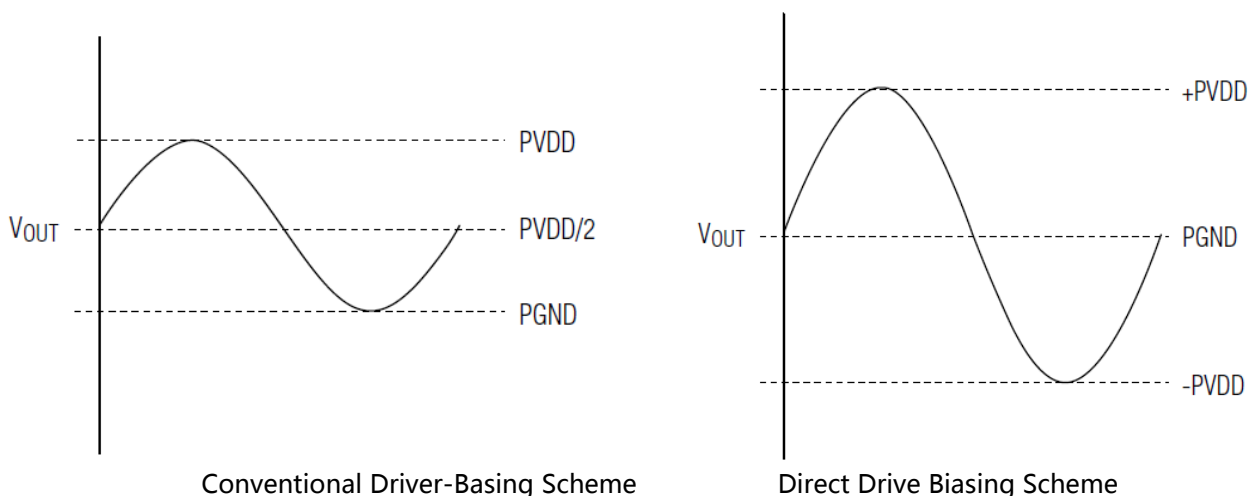 PVDD
VOUT
PVDD/2
PGND
Conventional Driver-Basing Scheme
+PVDD
VOUT
PGND
-PVDD
Direct Drive Biasing Scheme